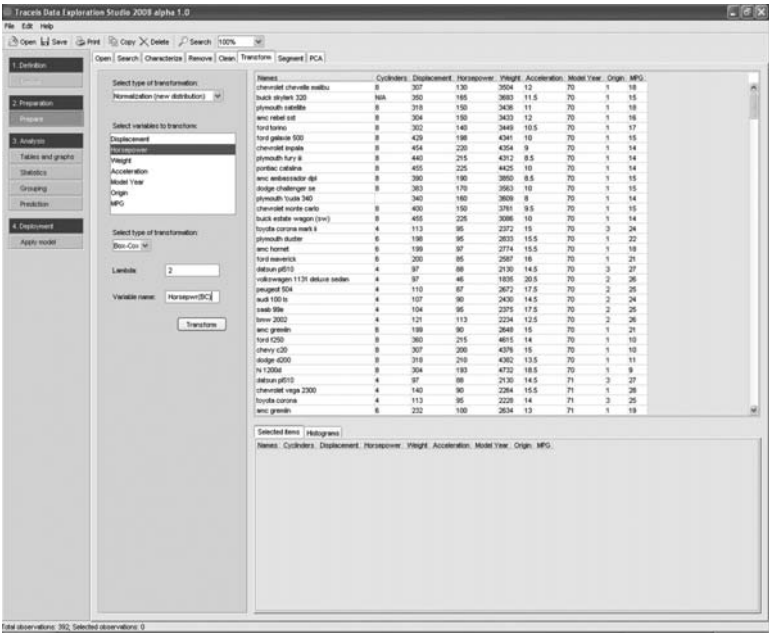 Traceis Data Exploration Studio 2008 alpha 1.0
File Edit Help
Open Save Print Copy Delete Search 100%
Open Search Characterize Remove Clean Transform Segment PCA
1. Definition
2. Preparation
Prepare
3. Analysis
Tables and graphs
Statistics
Grouping
Prediction
4. Deployment
Apply model
Select type of transformation:
Normalization (new distribution)
Select variables to transform:
Displacement
Horsepower
Weight
Acceleration
Model Year
Origin
MPG
Select type of transformation:
Box-Cox
Lambda: 2
Variable name: Horsepwr(BC)
Transform
Names Cyclinders Displacement Horsepower Weight Acceleration Model Year Origin MPG
chevrolet chevelle malibu 8 307 130 3504 12 70 1 18
buick skylark 320 N/A 350 165 3693 11.5 70 1 15
plymouth satellite 8 318 150 3436 11 70 1 18
amc rebel sst 8 304 150 3433 12 70 1 16
ford torino 8 302 140 3449 10.5 70 1 17
ford galaxie 500 8 429 198 4341 10 70 1 15
chevrolet impala 8 454 220 4354 9 70 1 14
plymouth fury iii 8 440 215 4312 8.5 70 1 14
pontiac catalina 8 455 225 4425 10 70 1 14
amc ambassador dpl 8 390 190 3850 8.5 70 1 15
dodge challenger se 8 383 170 3563 10 70 1 15
plymouth 'cuda 340 340 160 3609 8 70 1 14
chevrolet monte carlo 8 400 150 3761 9.5 70 1 15
buick estate wagon (sw) 8 455 225 3086 10 70 1 14
toyota corona mark ii 4 113 95 2372 15 70 3 24
plymouth duster 6 198 95 2833 15.5 70 1 22
amc hornet 6 199 97 2774 15.5 70 1 18
ford maverick 6 200 85 2587 16 70 1 21
datsun pl510 4 97 88 2130 14.5 70 3 27
volkswagen 1131 deluxe sedan 4 97 46 1835 20.5 70 2 26
peugeot 504 4 110 87 2672 17.5 70 2 25
audi 100 ls 4 107 90 2430 14.5 70 2 24
saab 99e 4 104 95 2375 17.5 70 2 25
bmw 2002 4 121 113 2234 12.5 70 2 26
amc gremlin 6 199 90 2648 15 70 1 21
ford f250 8 360 215 4615 14 70 1 10
chevy c20 8 307 200 4376 15 70 1 10
dodge d200 8 318 210 4382 13.5 70 1 11
hi 1200d 8 304 193 4732 18.5 70 1 9
datsun pl510 4 97 88 2130 14.5 71 3 27
chevrolet vega 2300 4 140 90 2264 15.5 71 1 28
toyota corona 4 113 95 2228 14 71 3 25
amc gremlin 6 232 100 2634 13 71 1 19
Selected items Histograms
Names Cyclinders Displacement Horsepower Weight Acceleration Model Year Origin MPG
Total observations: 392, Selected observations: 0